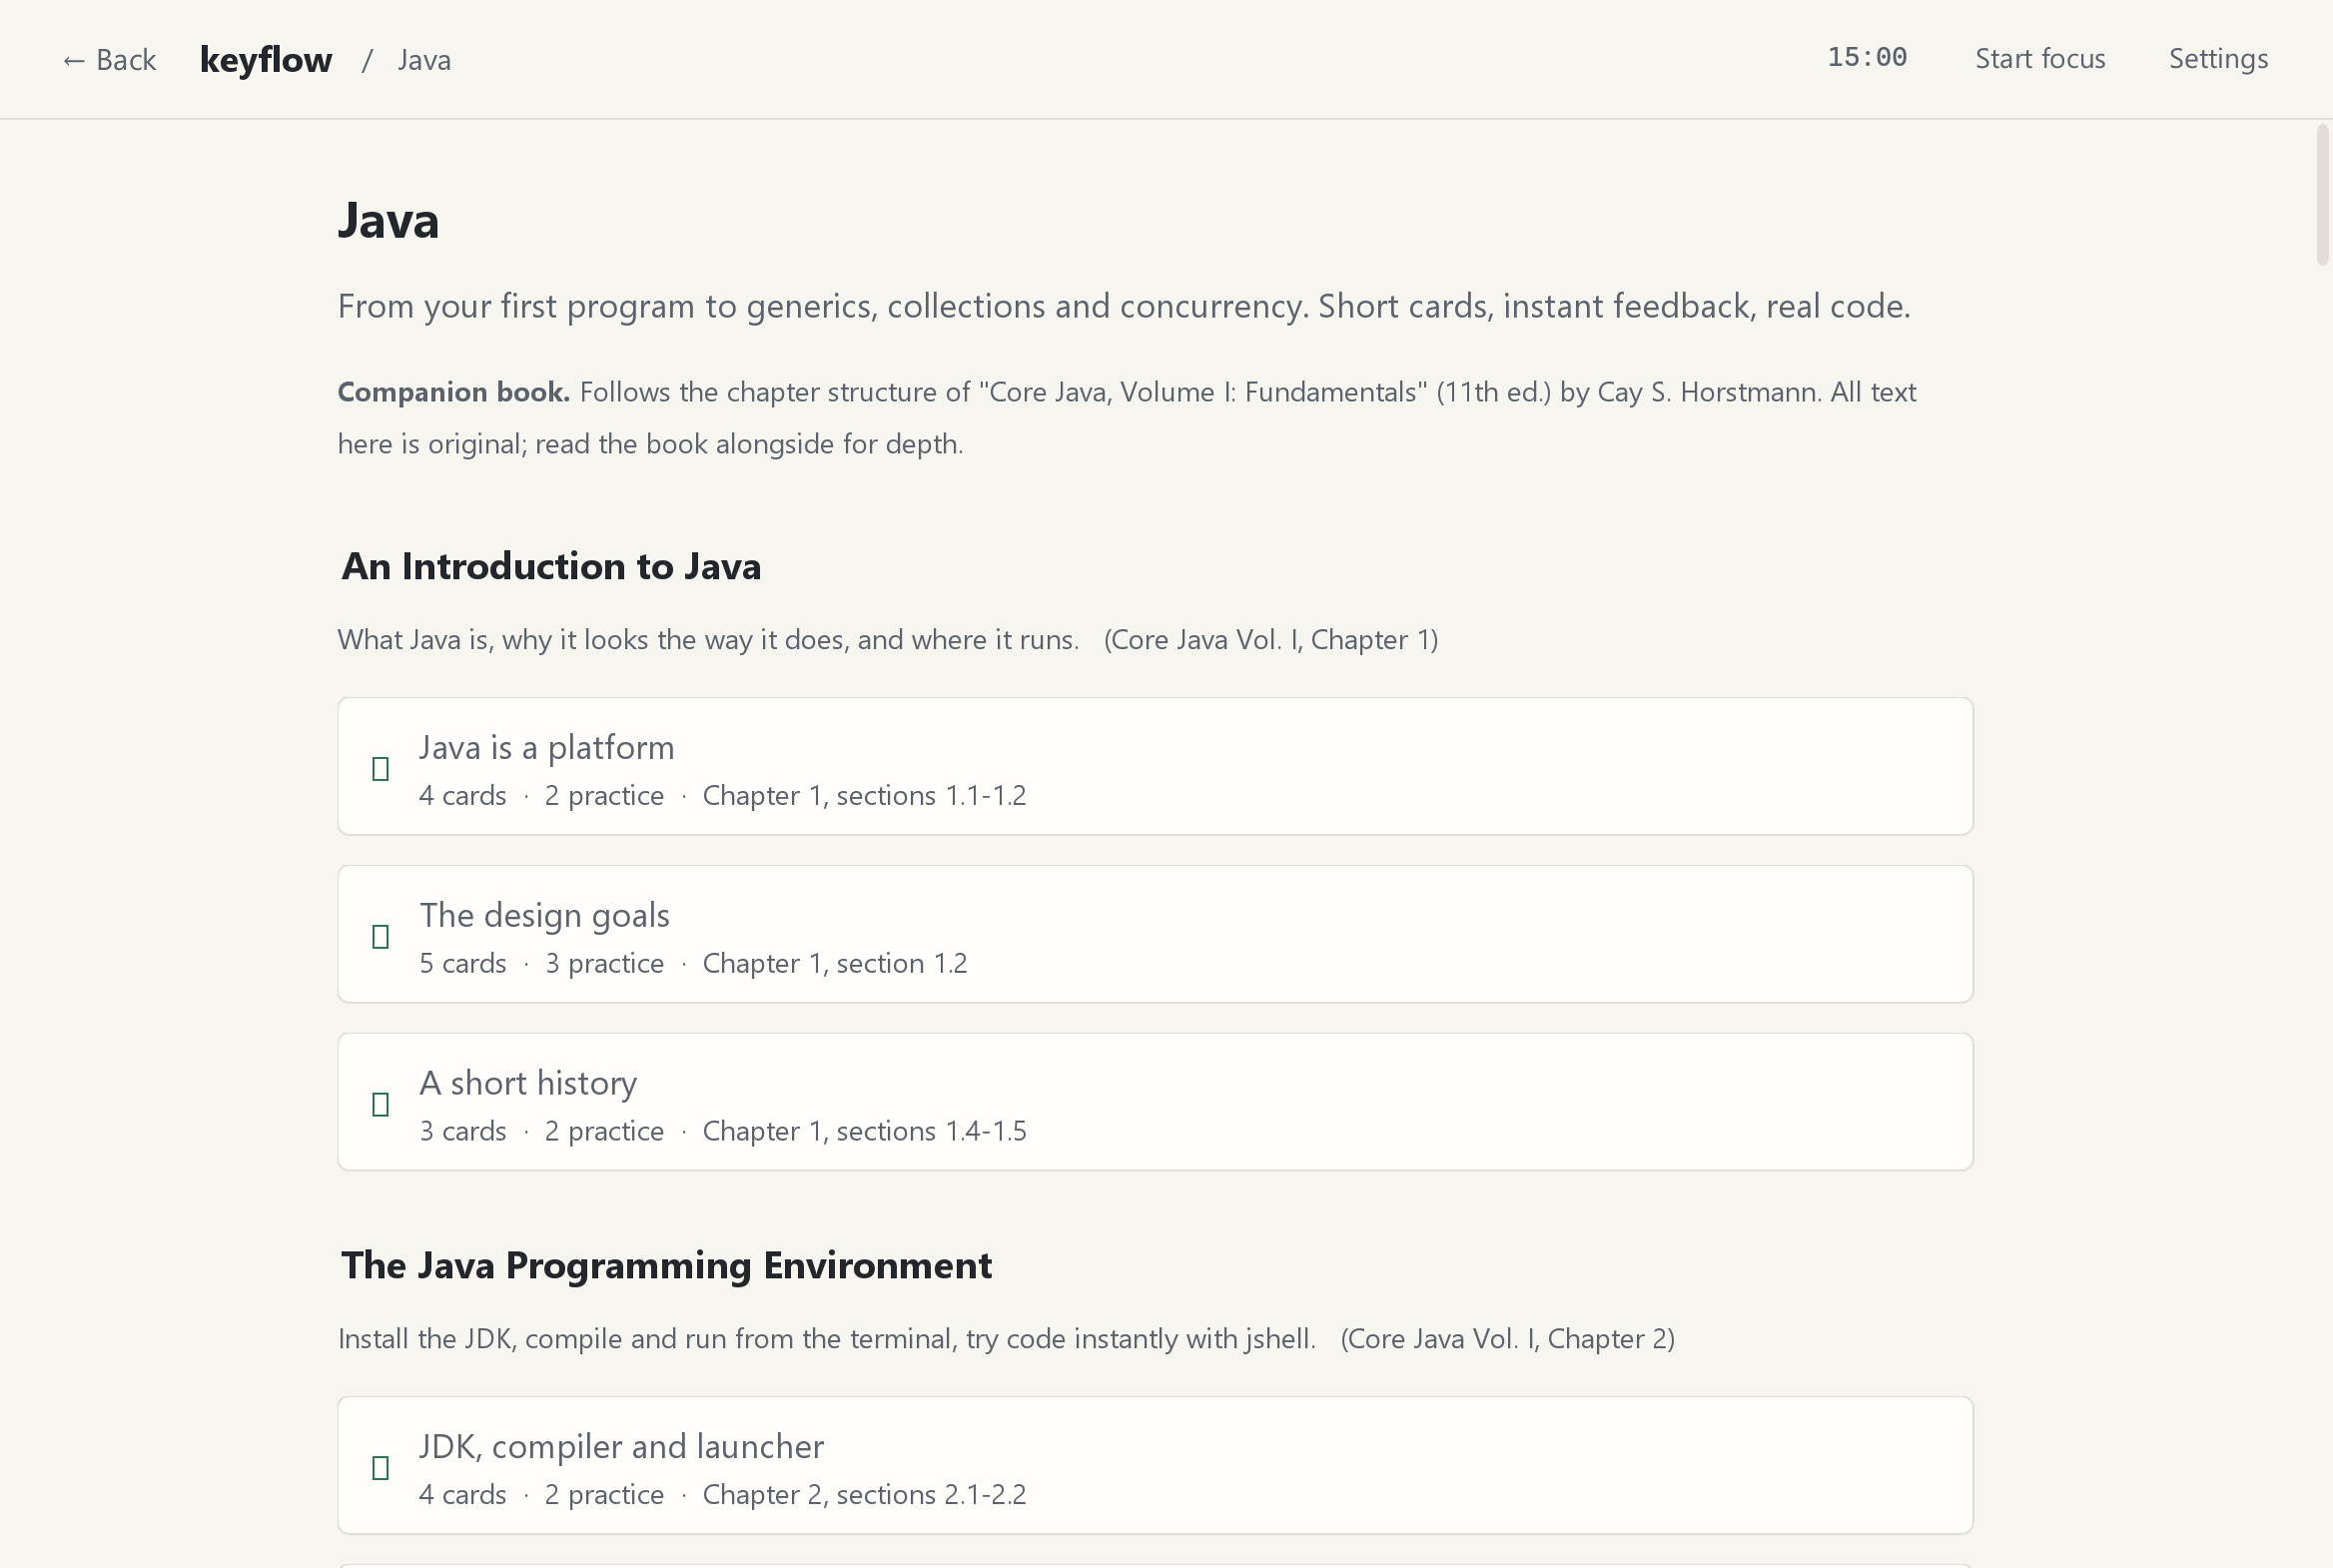 ← Back keyflow / Java 15:00 Start focus Settings
Java
From your first program to generics, collections and concurrency. Short cards, instant feedback, real code.
Companion book. Follows the chapter structure of "Core Java, Volume I: Fundamentals" (11th ed.) by Cay S. Horstmann. All text
here is original; read the book alongside for depth.
An Introduction to Java
What Java is, why it looks the way it does, and where it runs. (Core Java Vol. I, Chapter 1)
Java is a platform
4 cards · 2 practice · Chapter 1, sections 1.1-1.2
The design goals
5 cards · 3 practice · Chapter 1, section 1.2
A short history
3 cards · 2 practice · Chapter 1, sections 1.4-1.5
The Java Programming Environment
Install the JDK, compile and run from the terminal, try code instantly with jshell. (Core Java Vol. I, Chapter 2)
JDK, compiler and launcher
4 cards · 2 practice · Chapter 2, sections 2.1-2.2